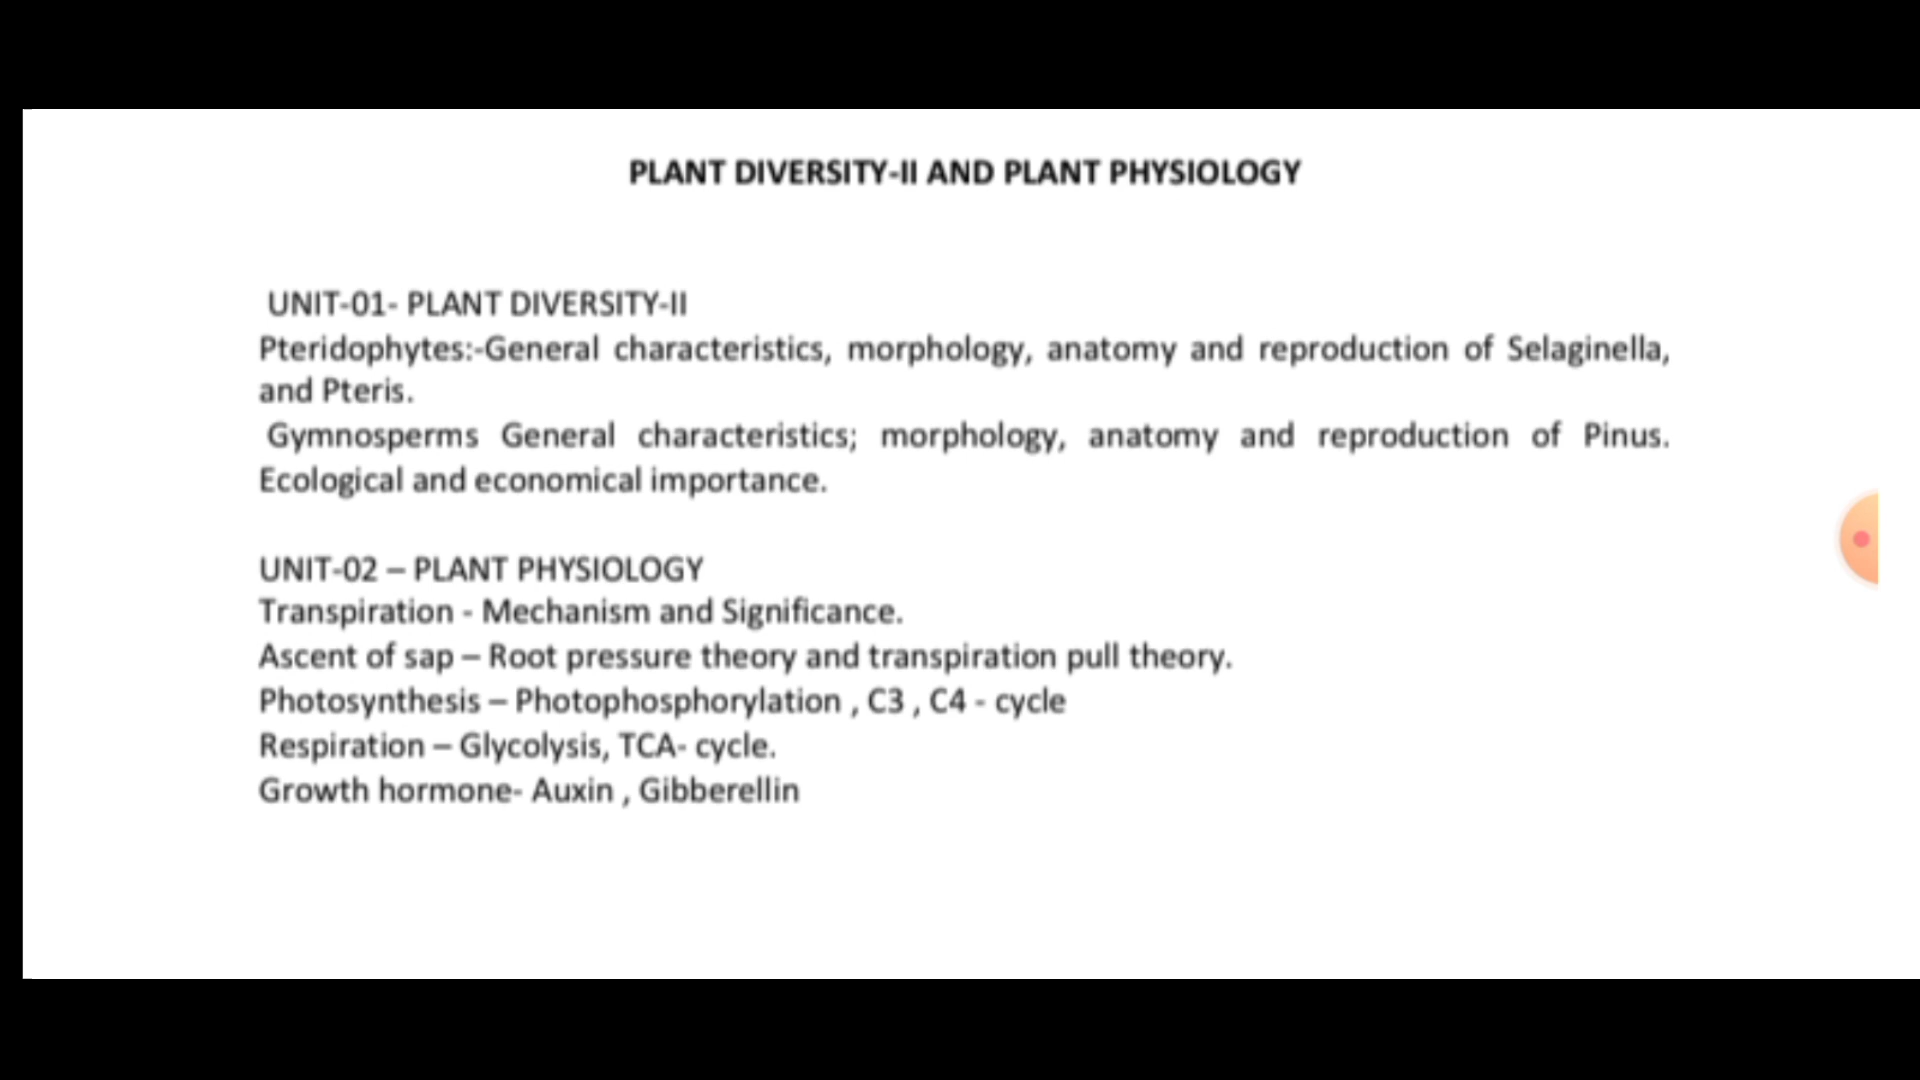 PLANT DIVERSITY-II AND PLANT PHYSIOLOGY
UNIT-01- PLANT DIVERSITY-II
Pteridophytes:-General characteristics, morphology, anatomy and reproduction of Selaginella,
and Pteris.
Gymnosperms General characteristics; morphology, anatomy and reproduction of Pinus.
Ecological and economical importance.
UNIT-02 – PLANT PHYSIOLOGY
Transpiration - Mechanism and Significance.
Ascent of sap – Root pressure theory and transpiration pull theory.
Photosynthesis – Photophosphorylation , C3 , C4 - cycle
Respiration – Glycolysis, TCA- cycle.
Growth hormone- Auxin , Gibberellin